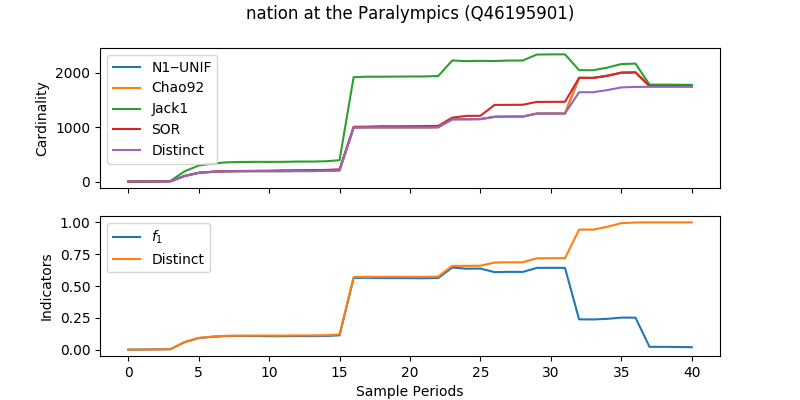 nation at the Paralympics (Q46195901)
Cardinality
2000
1000
0
N1−UNIF
Chao92
Jack1
SOR
Distinct
Indicators
1.00
0.75
0.50
0.25
0.00
f1
Distinct
0 5 10 15 20 25 30 35 40
Sample Periods